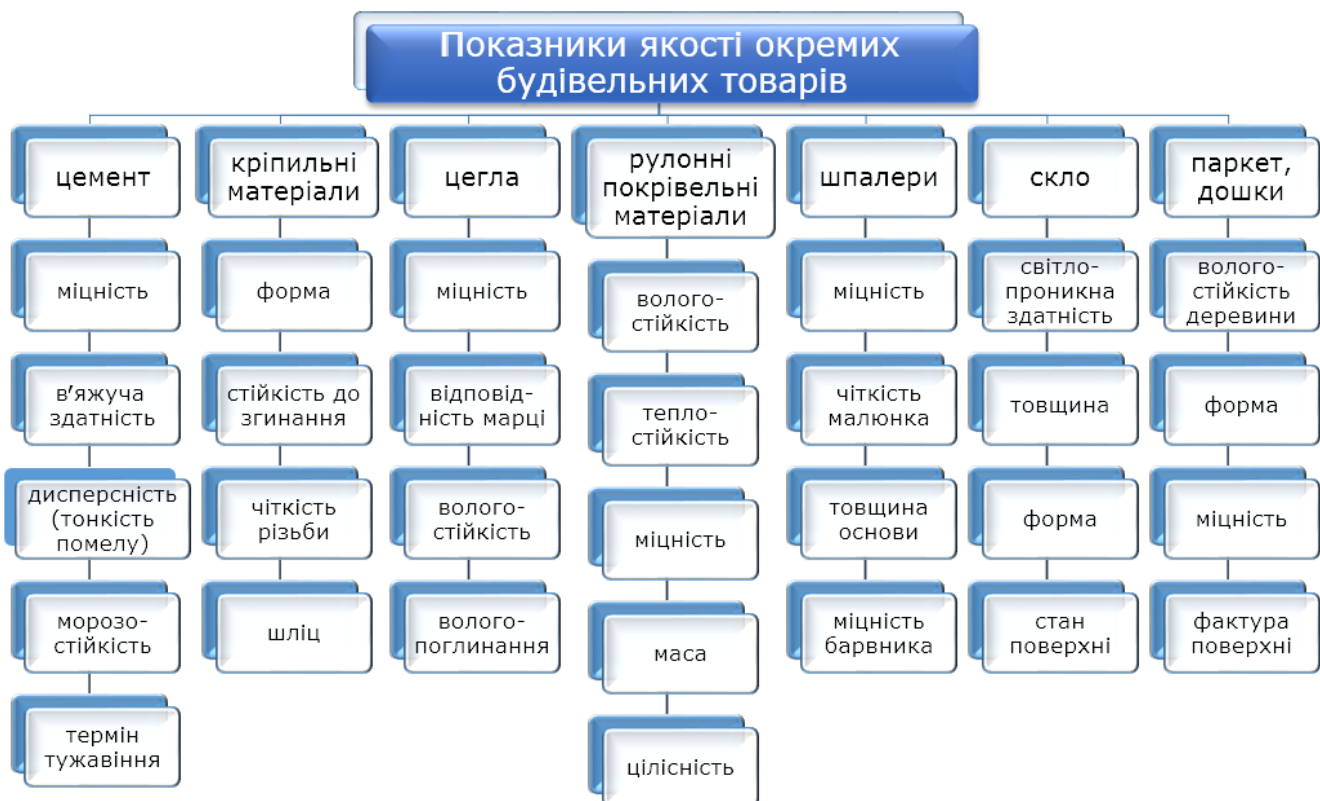 Показники якості окремих
будівельних товарів
цемент
міцність
в’яжуча
здатність
дисперсність
(тонкість
помелу)
морозо-
стійкість
термін
тужавіння
кріпильні
матеріали
форма
стійкість до
згинання
чіткість
різьби
шліц
цегла
міцність
відповід-
ність марці
волого-
стійкість
волого-
поглинання
рулонні
покрівельні
матеріали
волого-
стійкість
тепло-
стійкість
міцність
маса
цілісність
шпалери
міцність
чіткість
малюнка
товщина
основи
міцність
барвника
скло
світло-
проникна
здатність
товщина
форма
стан
поверхні
паркет,
дошки
волого-
стійкість
деревини
форма
міцність
фактура
поверхні